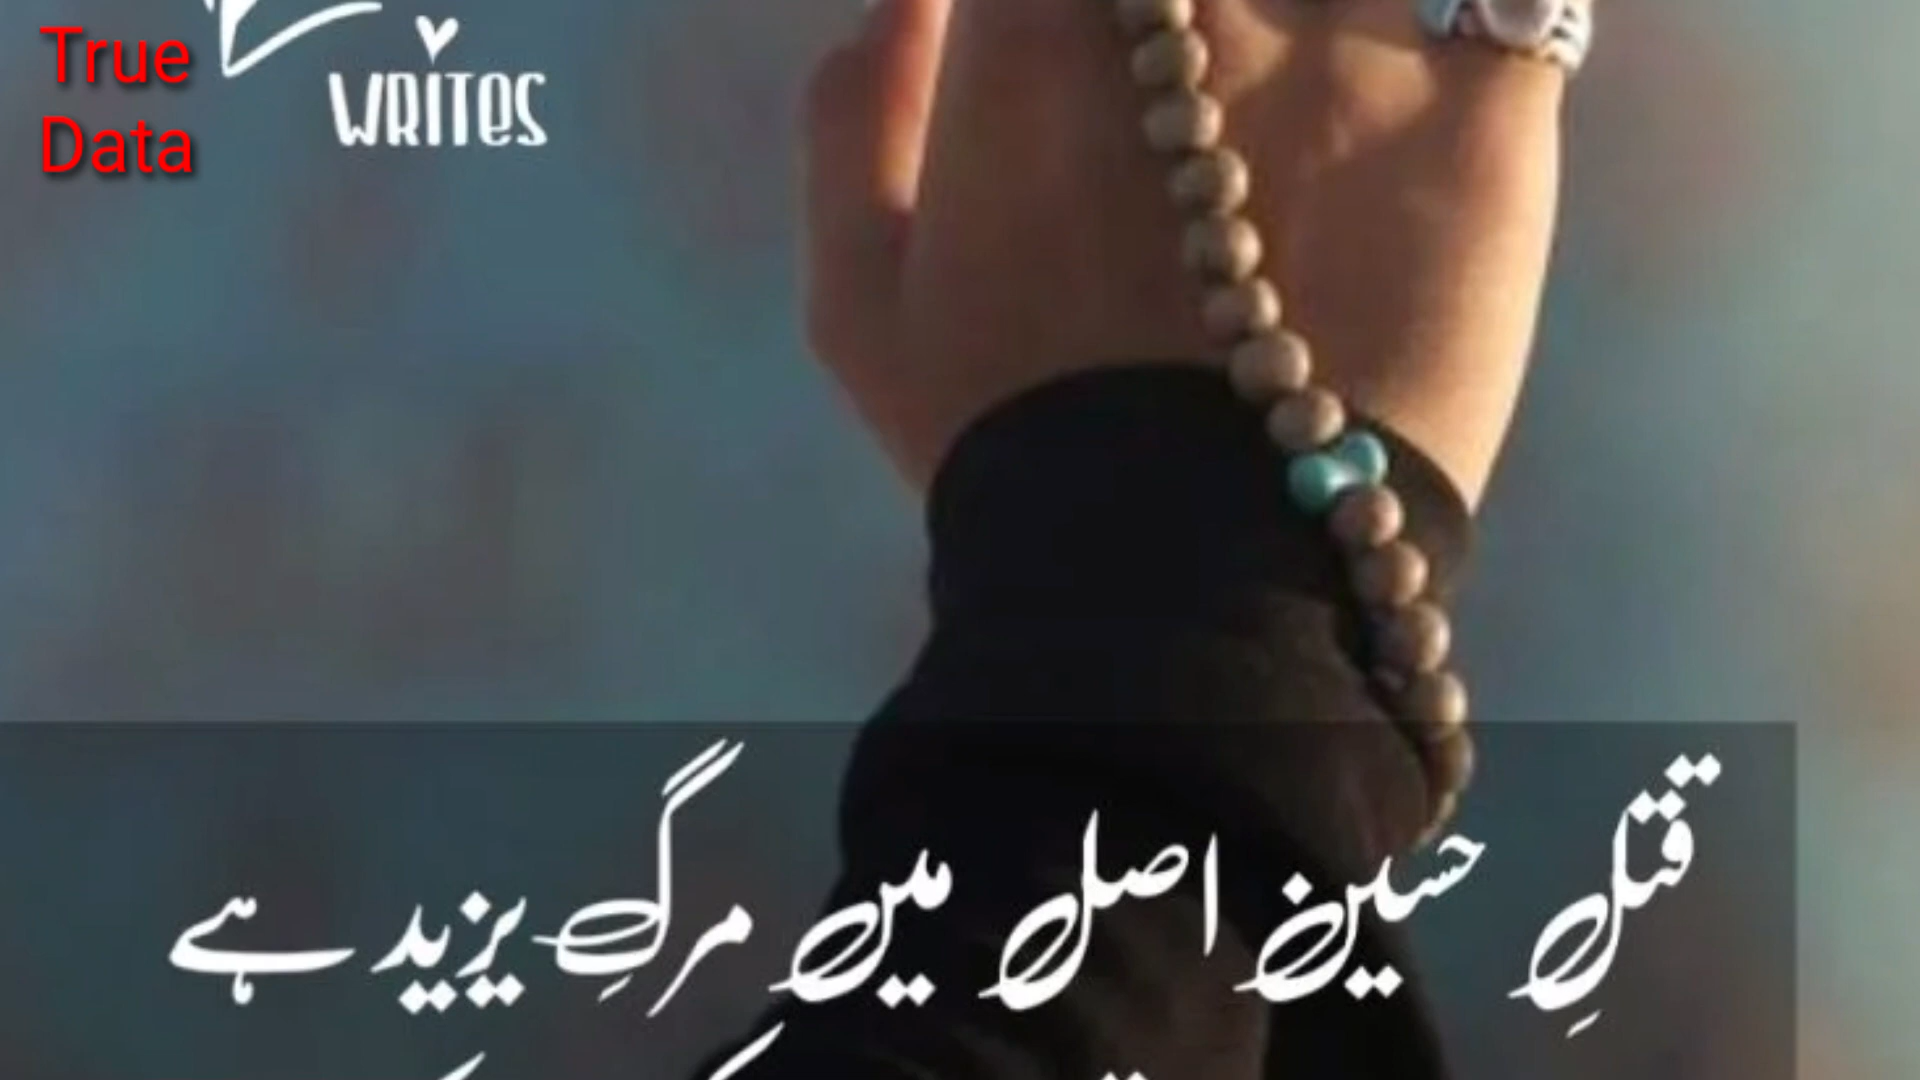 True
Data
WRITES
قتلِ حسین اصل میں مرگِ یزید ہے